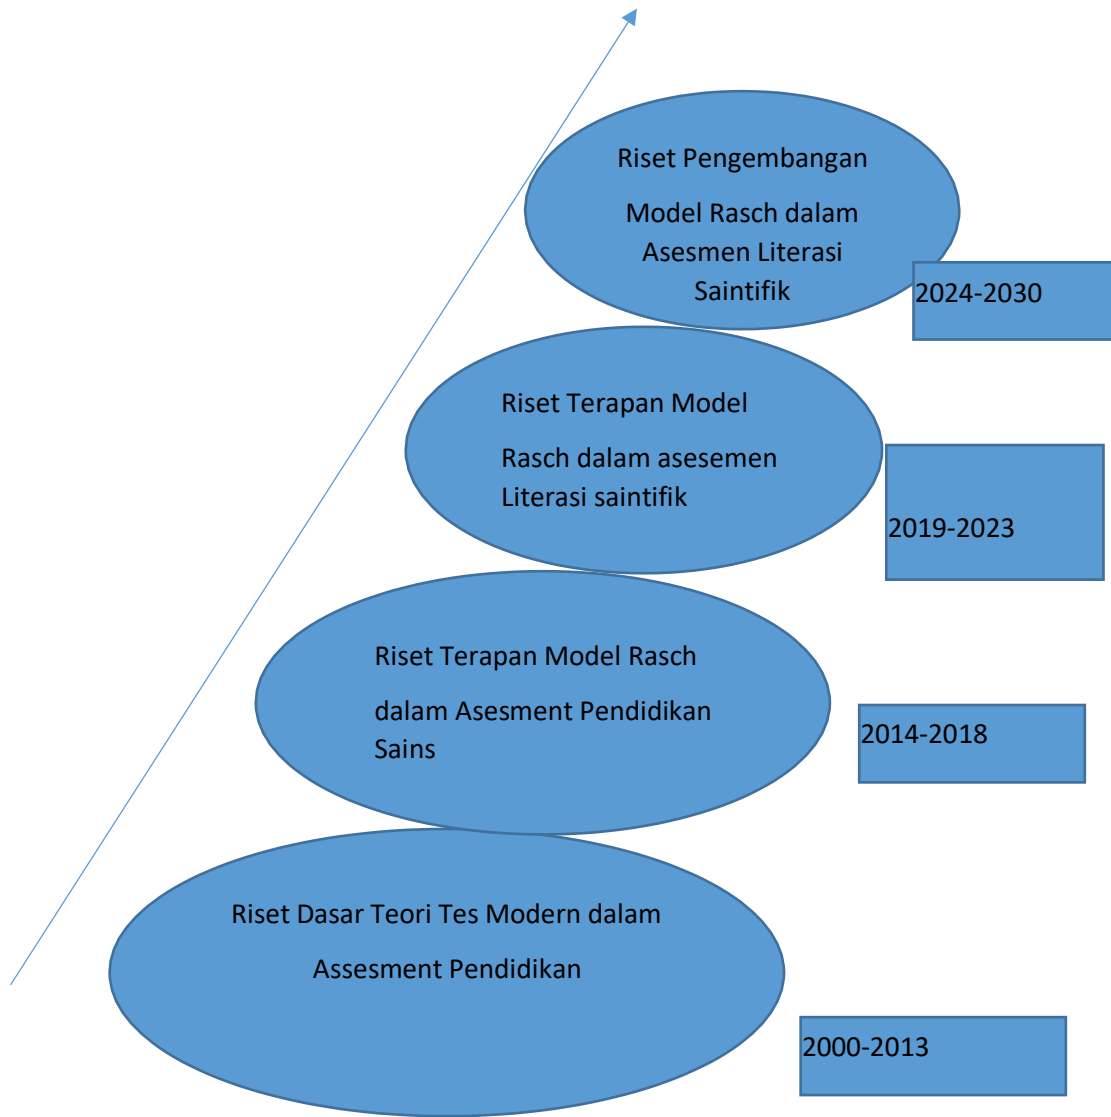 Riset Pengembangan
Model Rasch dalam
Asesmen Literasi
Saintifik
2024-2030
Riset Terapan Model
Rasch dalam asesemen
Literasi saintifik
2019-2023
Riset Terapan Model Rasch
dalam Asesment Pendidikan
Sains
2014-2018
Riset Dasar Teori Tes Modern dalam
Assesment Pendidikan
2000-2013